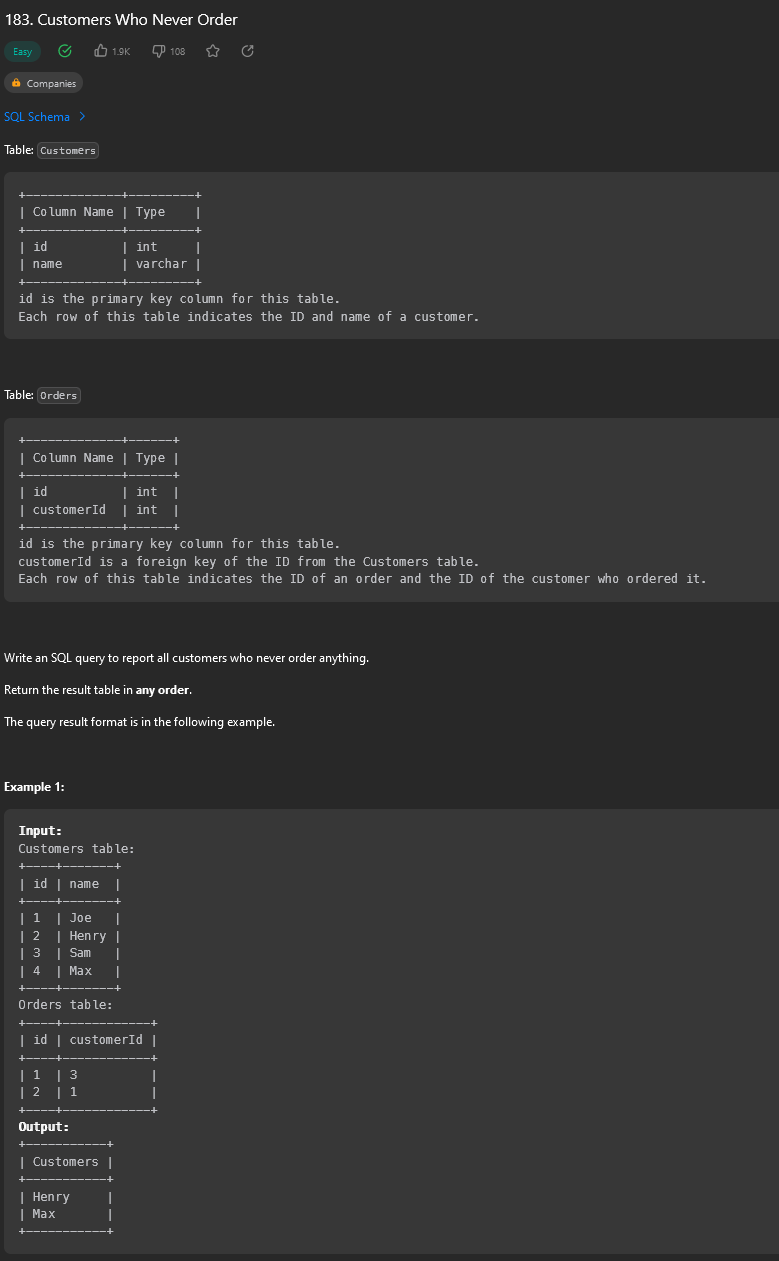 183. Customers Who Never Order
Easy 1.9K 108
Companies
SQL Schema >
Table: Customers
+-------------+---------+
| Column Name | Type    |
+-------------+---------+
| id          | int     |
| name        | varchar |
+-------------+---------+
id is the primary key column for this table.
Each row of this table indicates the ID and name of a customer.
Table: Orders
+-------------+------+
| Column Name | Type |
+-------------+------+
| id          | int  |
| customerId  | int  |
+-------------+------+
id is the primary key column for this table.
customerId is a foreign key of the ID from the Customers table.
Each row of this table indicates the ID of an order and the ID of the customer who ordered it.
Write an SQL query to report all customers who never order anything.
Return the result table in any order.
The query result format is in the following example.
Example 1:
Input:
Customers table:
+----+-------+
| id | name  |
+----+-------+
| 1  | Joe   |
| 2  | Henry |
| 3  | Sam   |
| 4  | Max   |
+----+-------+
Orders table:
+----+------------+
| id | customerId |
+----+------------+
| 1  | 3          |
| 2  | 1          |
+----+------------+
Output:
+-----------+
| Customers |
+-----------+
| Henry     |
| Max       |
+-----------+